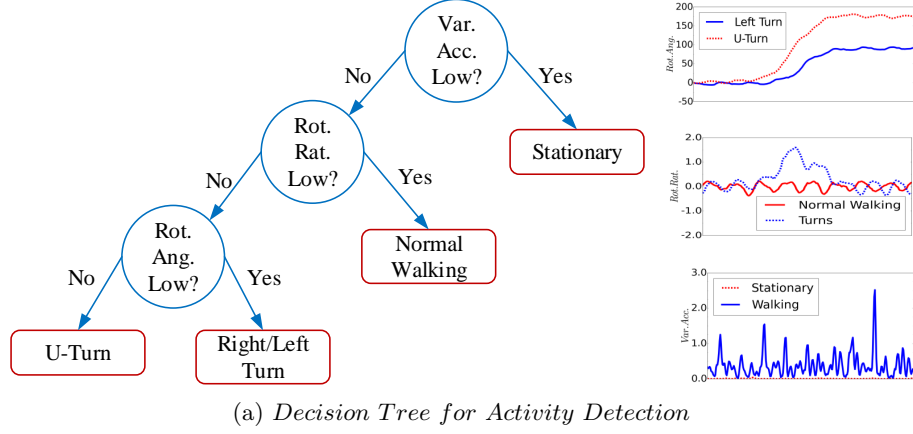 Var.
Acc.
Low?
No
Yes
Rot.
Rat.
Low?
Stationary
No
Yes
Rot.
Ang.
Low?
Normal
Walking
No
Yes
U-Turn
Right/Left
Turn
Rot.Ang.
200
150
100
50
0
50
Left Turn
U-Turn
Rot.Rat.
2.0
1.0
0.0
-1.0
-2.0
Normal Walking
Turns
Var.Acc.
3.0
2.0
1.0
0.0
Stationary
Walking
(a) Decision Tree for Activity Detection